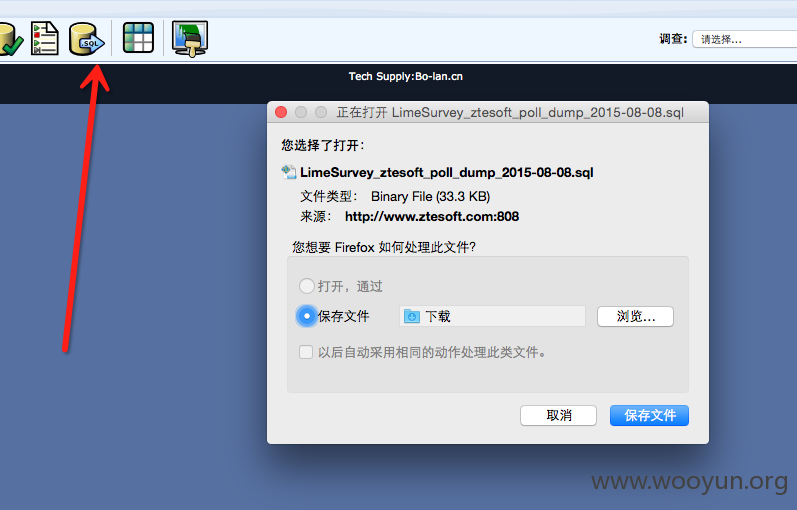 SQL
调查: 请选择...
Tech Supply:Bo-lan.cn
正在打开 LimeSurvey_ztesoft_poll_dump_2015-08-08.sql
您选择了打开:
LimeSurvey_ztesoft_poll_dump_2015-08-08.sql
文件类型: Binary File (33.3 KB)
来源: http://www.ztesoft.com:808
您想要 Firefox 如何处理此文件?
打开，通过
保存文件 下载 浏览...
以后自动采用相同的动作处理此类文件。
取消 保存文件
www.wooyun.org